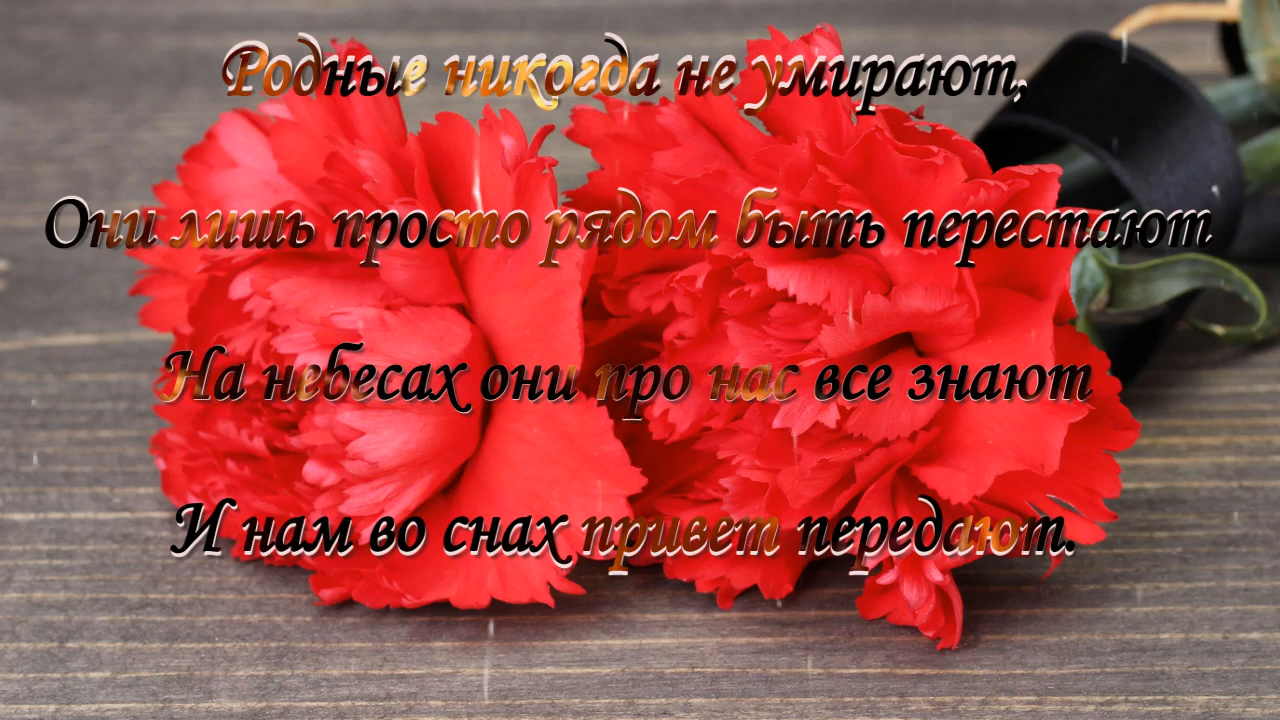 Родные никогда не умирают,
Они лишь просто рядом быть перестают
На небесах они про нас все знают
И нам во снах привет передают.